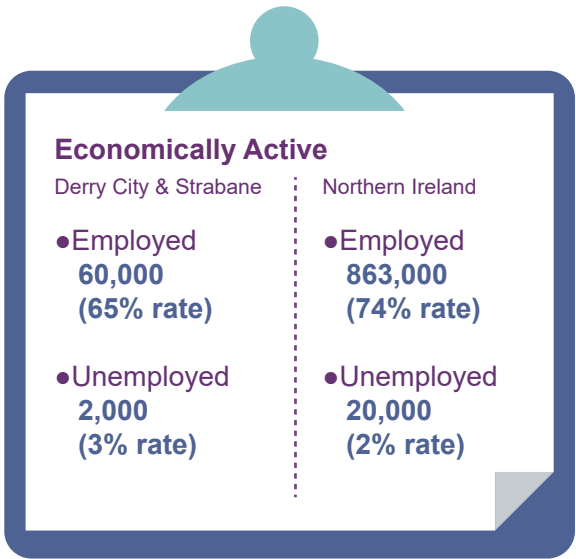 Economically Active
Derry City & Strabane
●Employed
60,000
(65% rate)
●Unemployed
2,000
(3% rate)
Northern Ireland
●Employed
863,000
(74% rate)
●Unemployed
20,000
(2% rate)